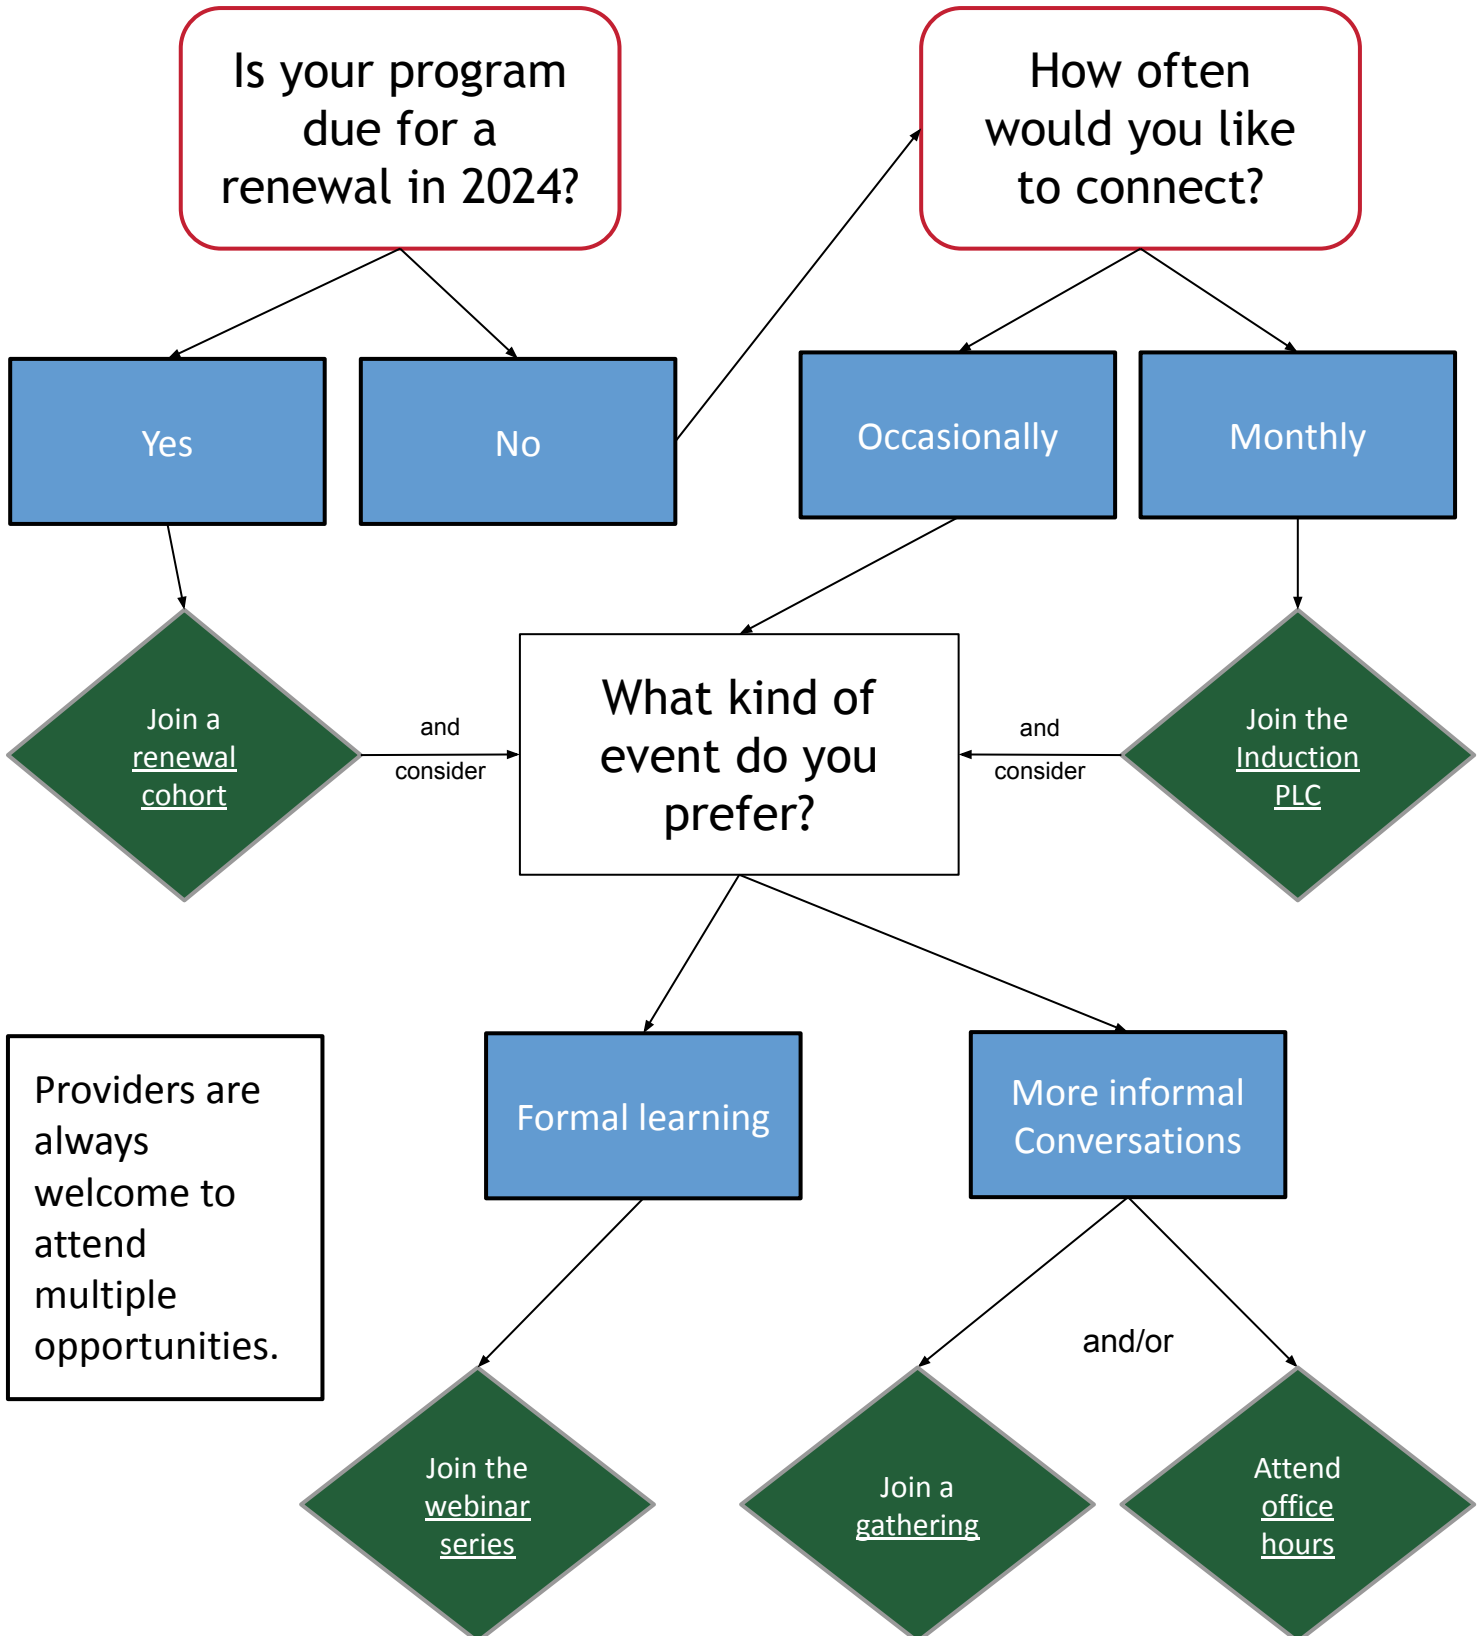 Is your program
due for a
renewal in 2024?
How often
would you like
to connect?
Yes
No
Occasionally
Monthly
Join a
renewal
cohort
and
consider
What kind of
event do you
prefer?
and
consider
Join the
Induction
PLC
Providers are
always
welcome to
attend
multiple
opportunities.
Formal learning
More informal
Conversations
and/or
Join the
webinar
series
Join a
gathering
Attend
office
hours